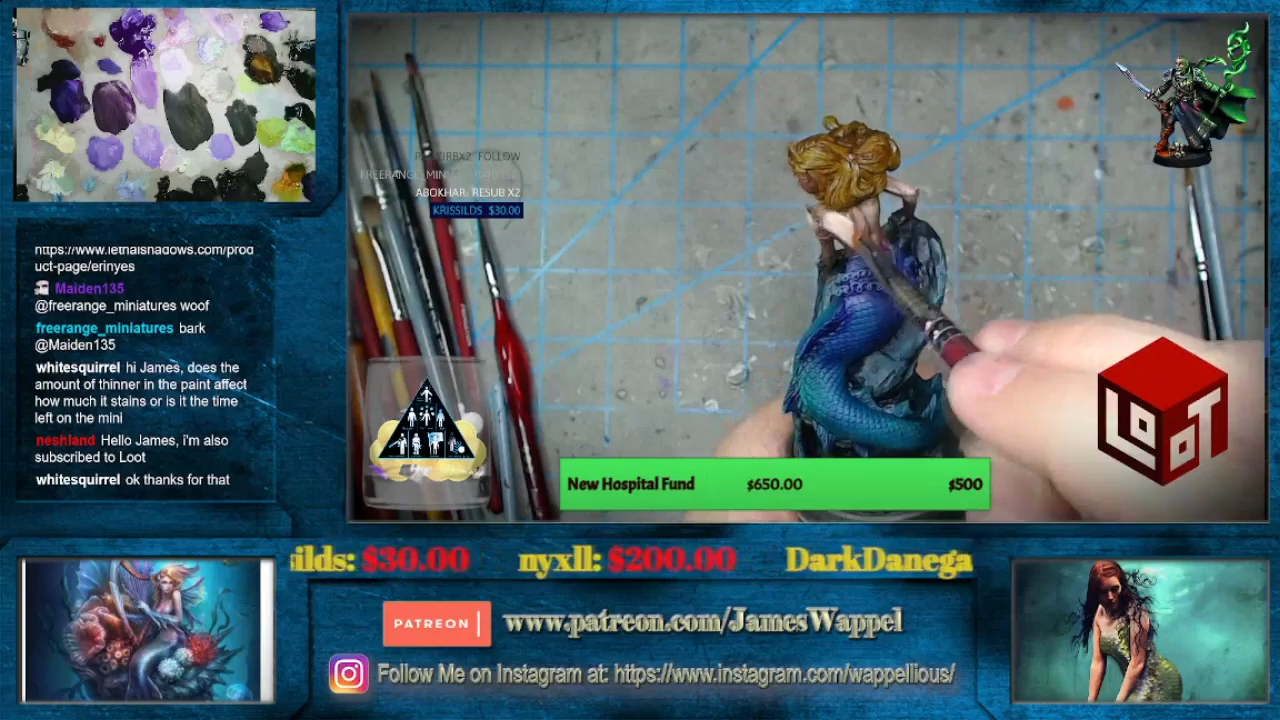 https://www.lethalshadows.com/prod
uct-page/erinyes
Maiden135
@freerange_miniatures woof
freerange_miniatures bark
@Maiden135
whitesquirrel hi James, does the
amount of thinner in the paint affect
how much it stains or is it the time
left on the mini
neshland Hello James, i'm also
subscribed to Loot
whitesquirrel ok thanks for that
FOLLOW
ABOKHAR. RESUB X2
KRISSILDS $30.00
LOOT
New Hospital Fund $650.00 $500
silds: $30.00 nyxll: $200.00 DarkDanega
PATREON www.patreon.com/JamesWappel
Follow Me on Instagram at: https://www.instagram.com/wappellious/